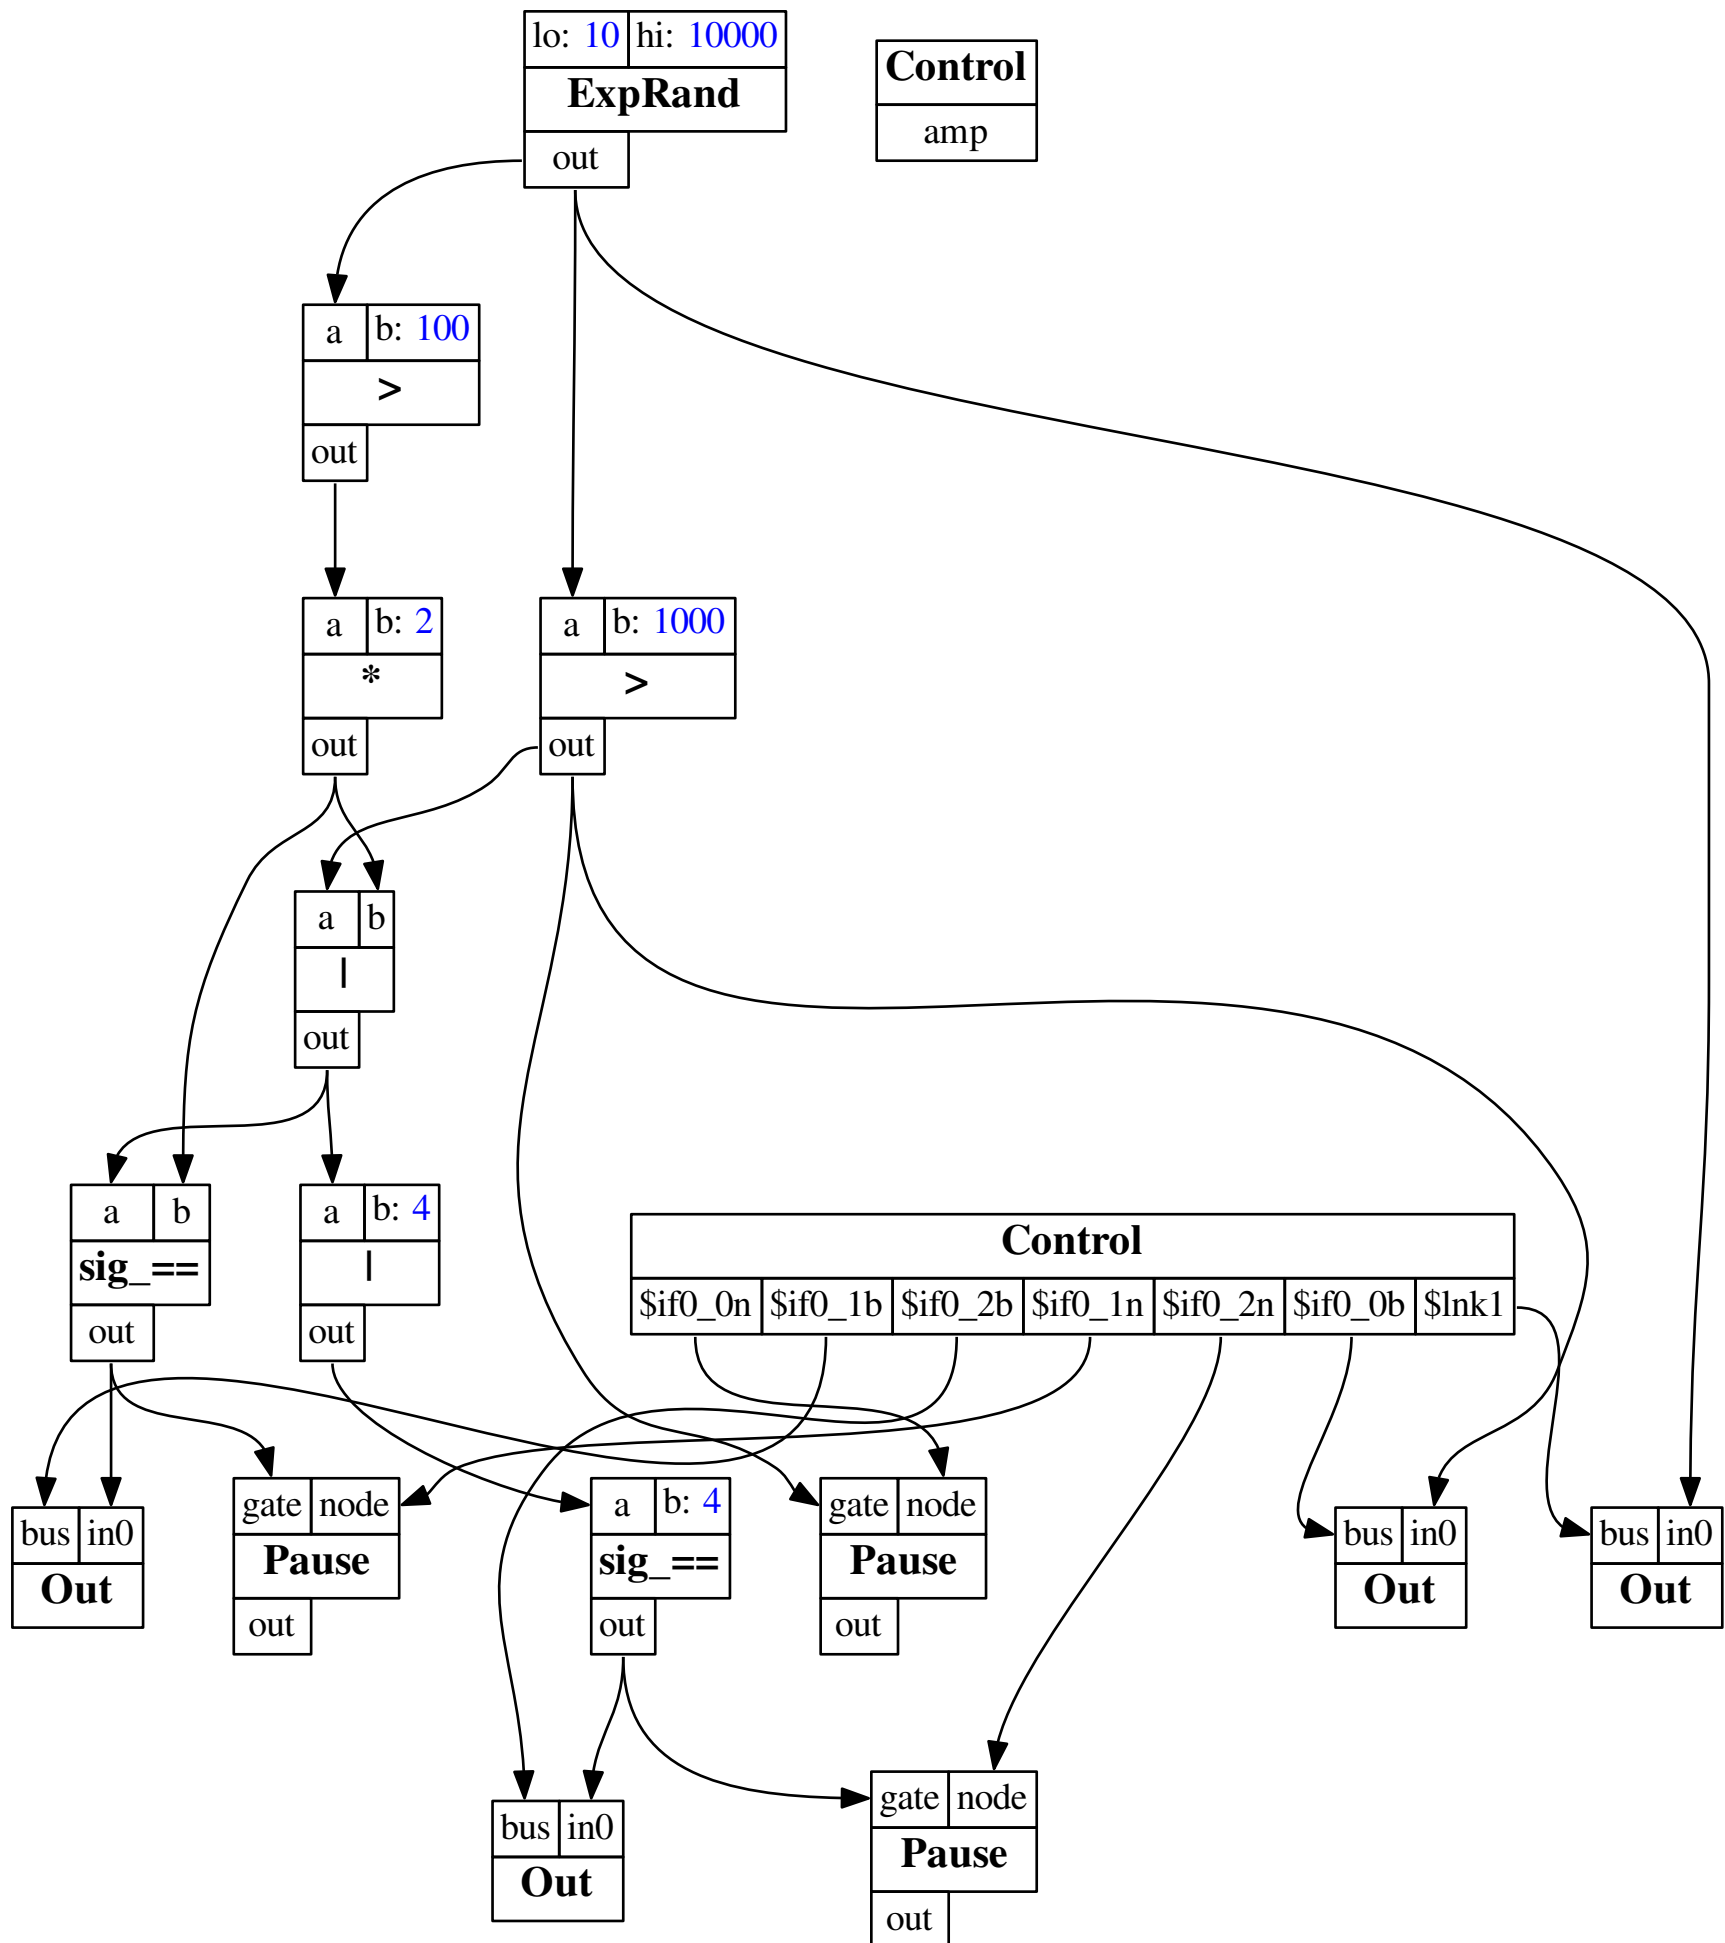 lo: 10 hi: 10000
ExpRand
out
Control
amp
a b: 100
>
out
a b: 2
*
out
a b: 1000
>
out
a b
|
out
a b
sig_==
out
a b: 4
|
out
Control
$if0_0n $if0_1b $if0_2b $if0_1n $if0_2n $if0_0b $lnk1
bus in0
Out
gate node
Pause
out
a b: 4
sig_==
out
gate node
Pause
out
bus in0
Out
bus in0
Out
bus in0
Out
gate node
Pause
out